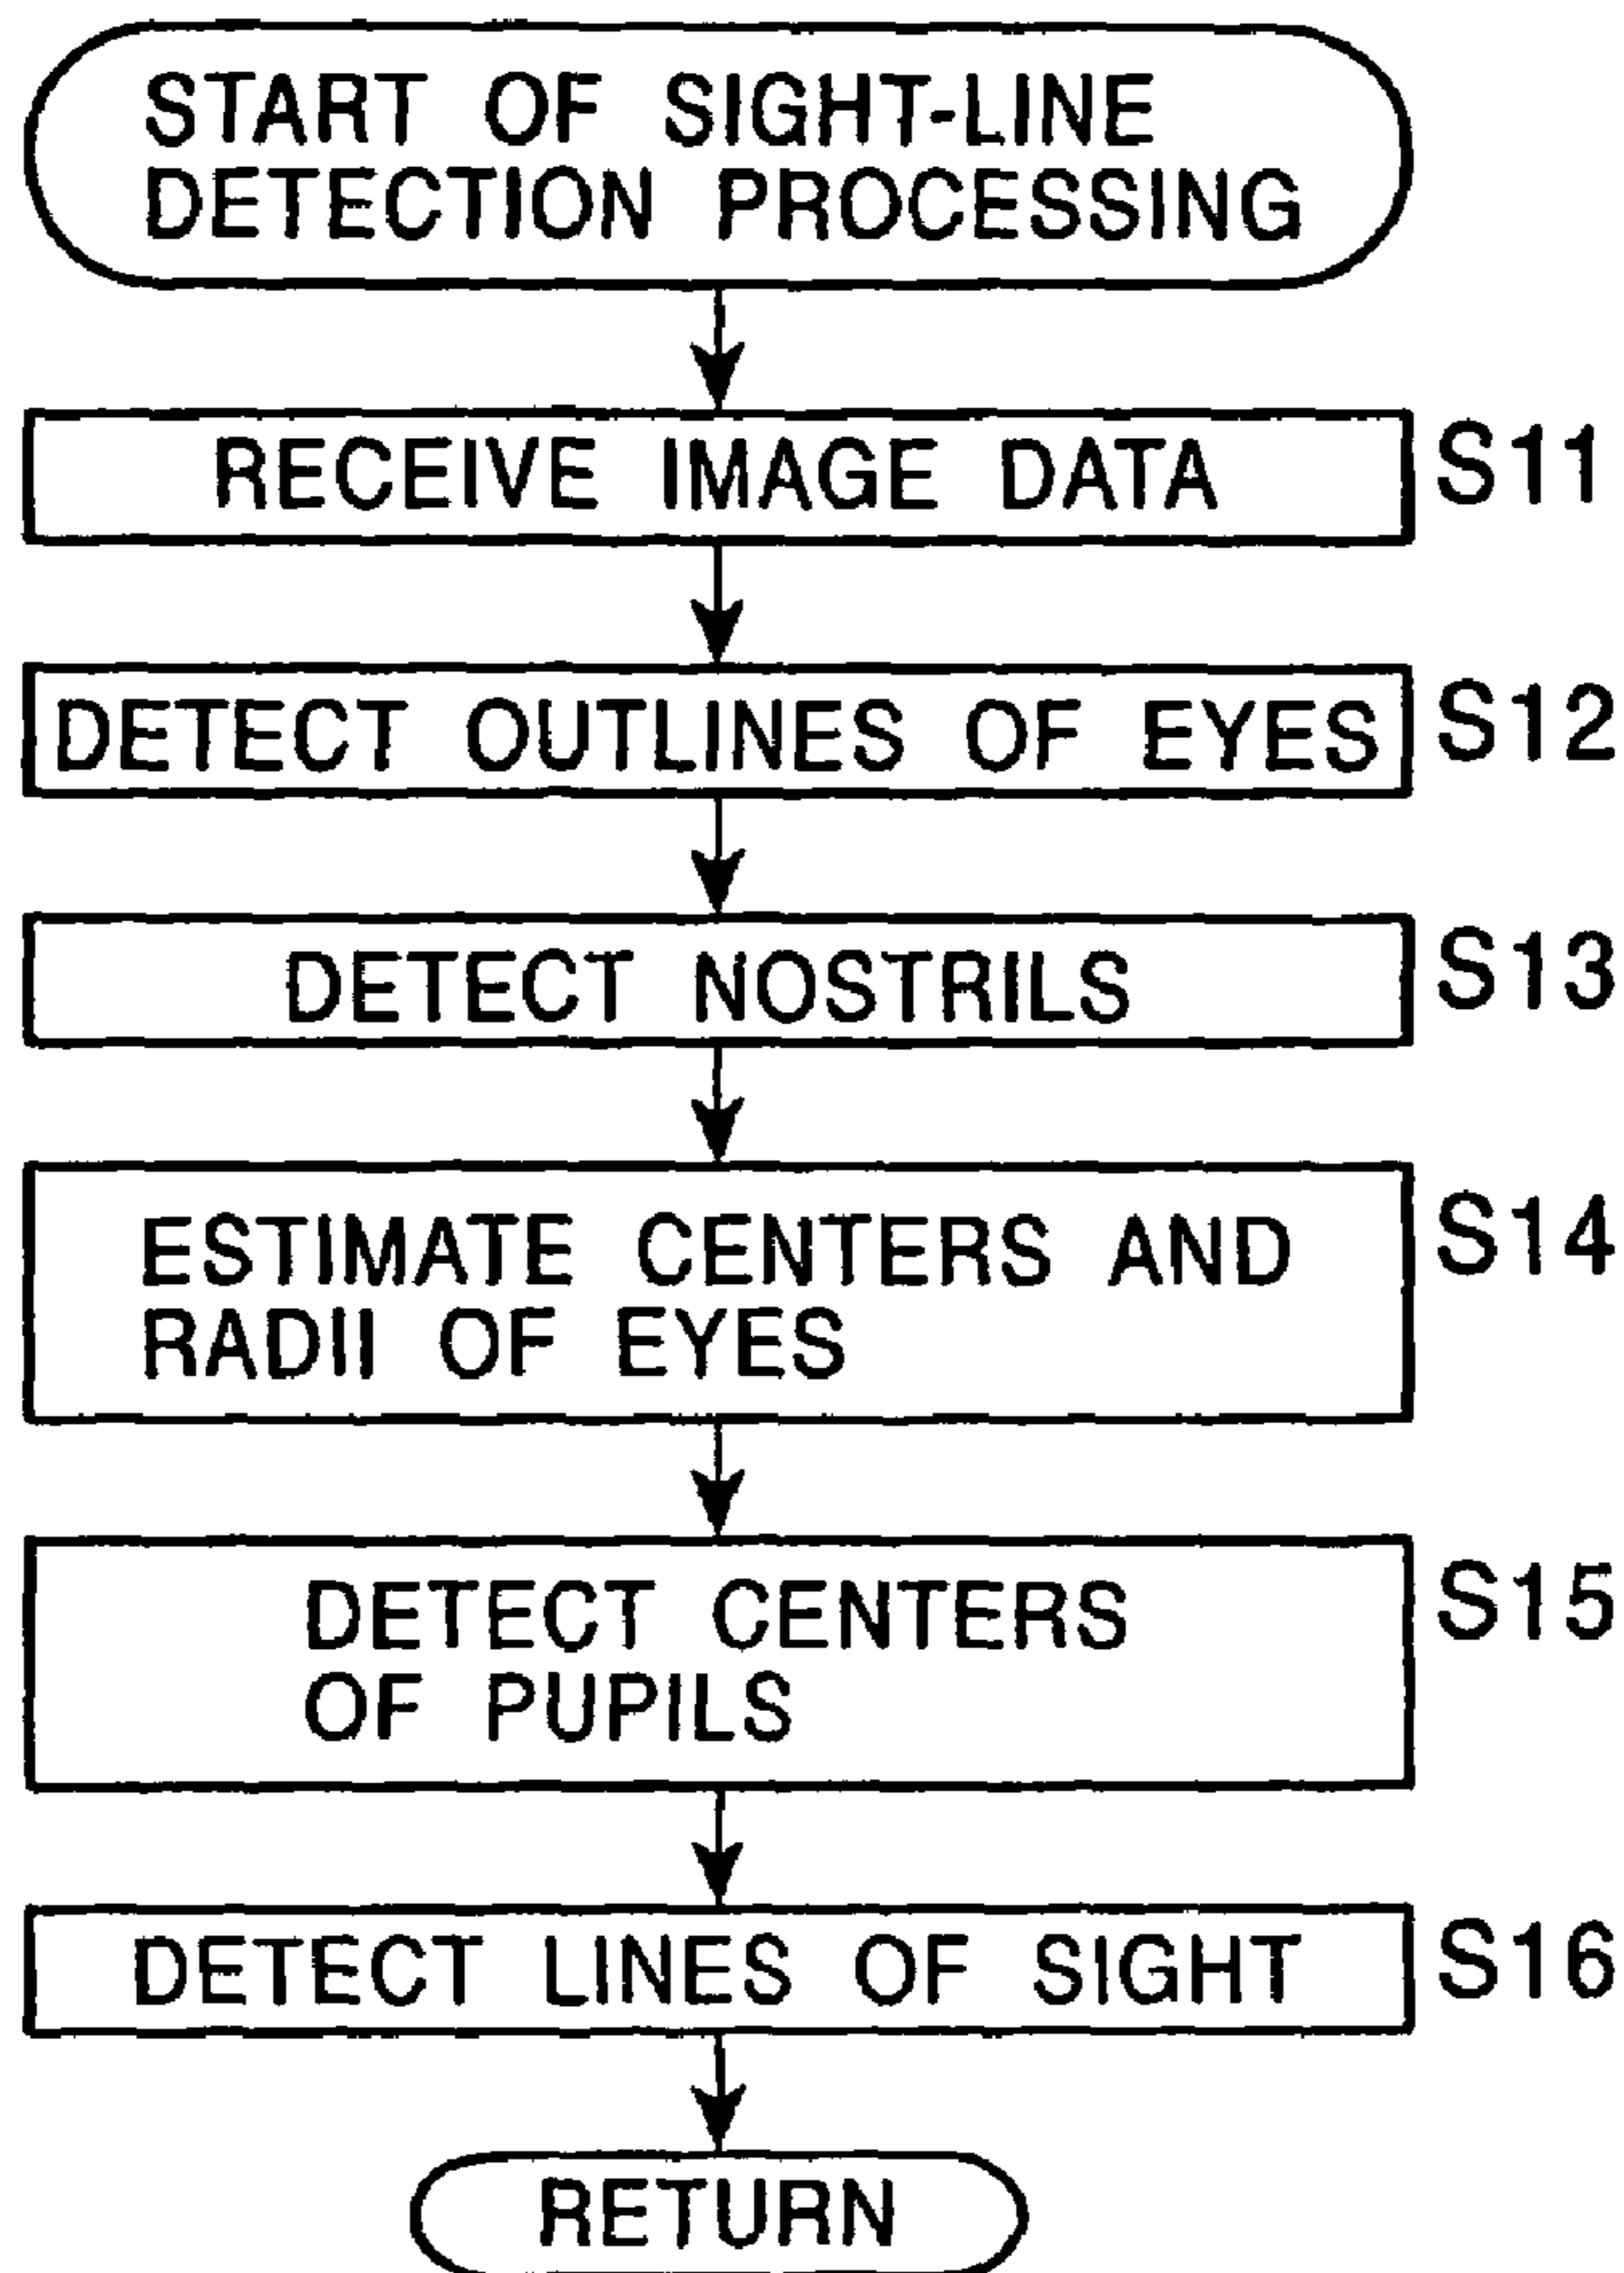 START OF SIGHT-LINE
DETECTION PROCESSING
RECEIVE IMAGE DATA S11
DETECT OUTLINES OF EYES S12
DETECT NOSTRILS S13
ESTIMATE CENTERS AND S14
RADII OF EYES
DETECT CENTERS S15
OF PUPILS
DETECT LINES OF SIGHT S16
RETURN